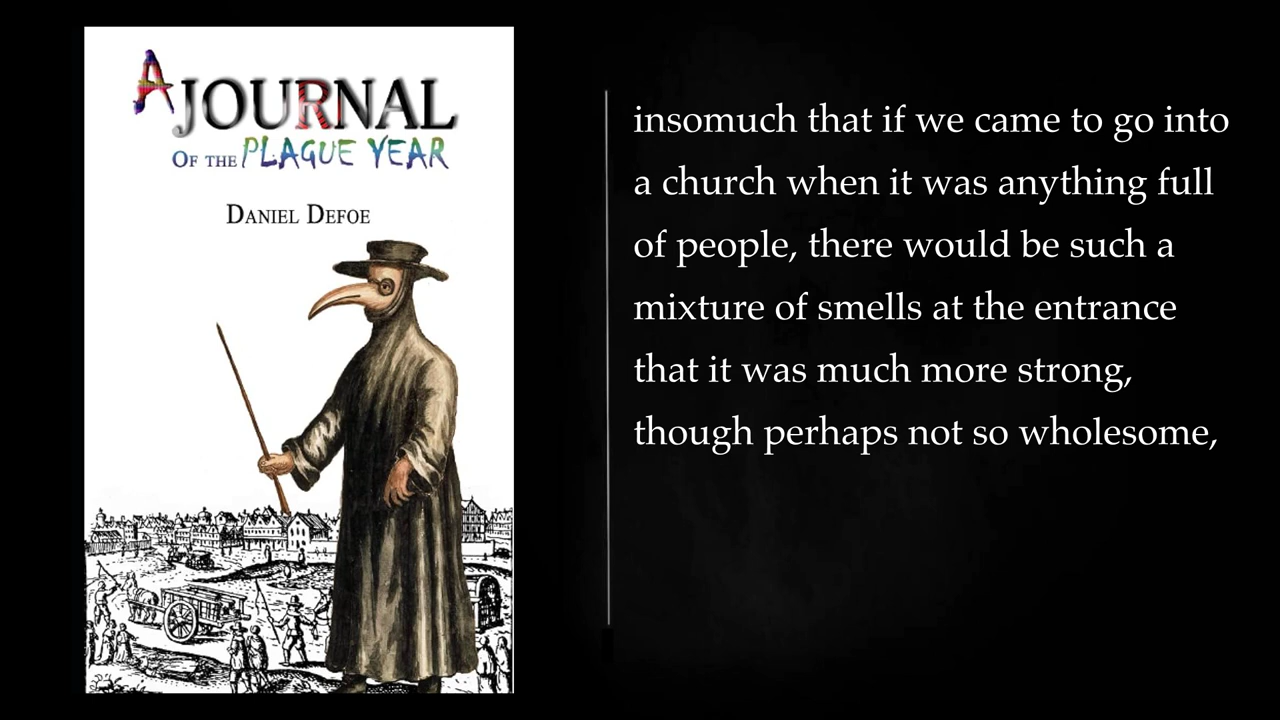 A JOURNAL
OF THE PLAGUE YEAR
DANIEL DEFOE
insomuch that if we came to go into
a church when it was anything full
of people, there would be such a
mixture of smells at the entrance
that it was much more strong,
though perhaps not so wholesome,